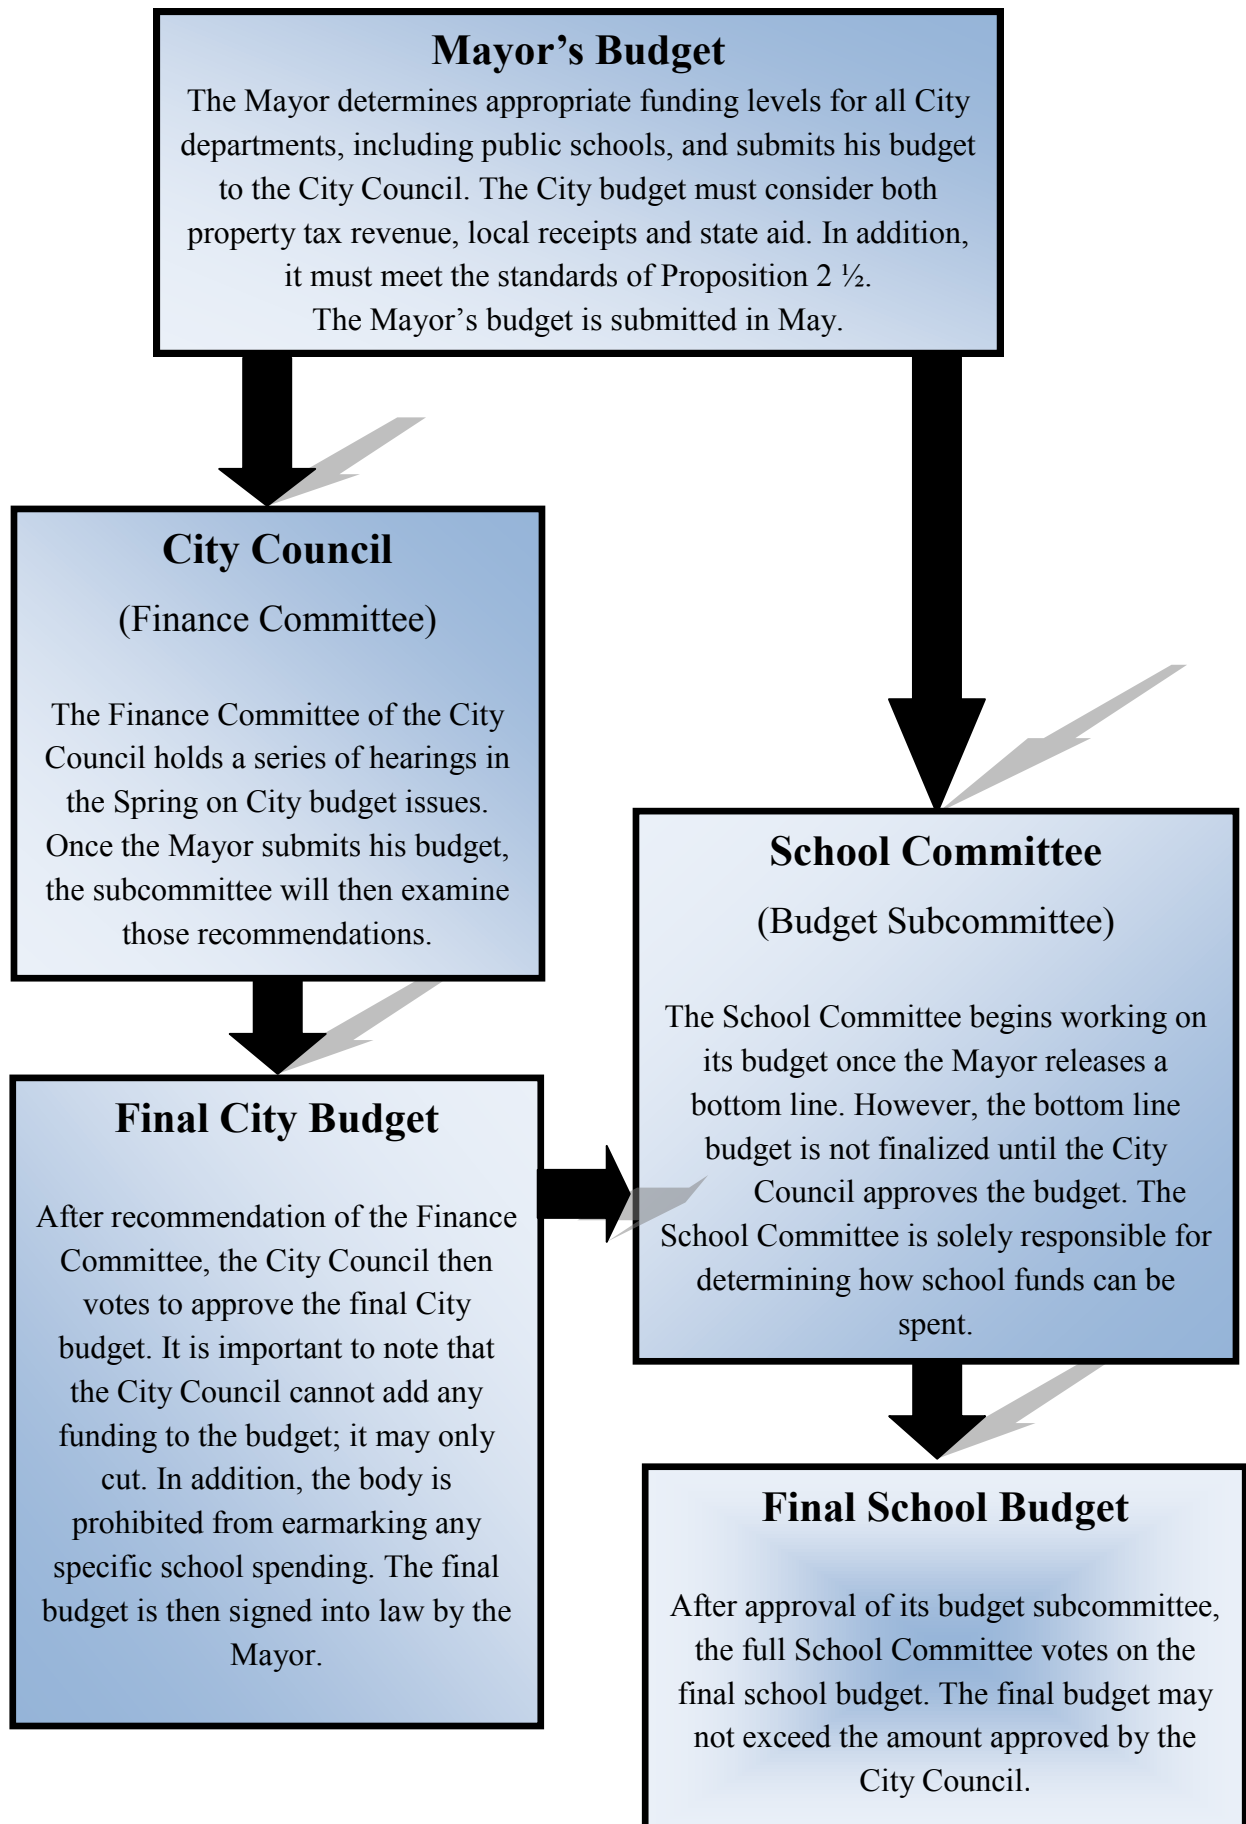 Mayor’s Budget
The Mayor determines appropriate funding levels for all City
departments, including public schools, and submits his budget
to the City Council. The City budget must consider both
property tax revenue, local receipts and state aid. In addition,
it must meet the standards of Proposition 2 ½.
The Mayor’s budget is submitted in May.
City Council
(Finance Committee)
The Finance Committee of the City
Council holds a series of hearings in
the Spring on City budget issues.
Once the Mayor submits his budget,
the subcommittee will then examine
those recommendations.
Final City Budget
After recommendation of the Finance
Committee, the City Council then
votes to approve the final City
budget. It is important to note that
the City Council cannot add any
funding to the budget; it may only
cut. In addition, the body is
prohibited from earmarking any
specific school spending. The final
budget is then signed into law by the
Mayor.
School Committee
(Budget Subcommittee)
The School Committee begins working on
its budget once the Mayor releases a
bottom line. However, the bottom line
budget is not finalized until the City
Council approves the budget. The
School Committee is solely responsible for
determining how school funds can be
spent.
Final School Budget
After approval of its budget subcommittee,
the full School Committee votes on the
final school budget. The final budget may
not exceed the amount approved by the
City Council.